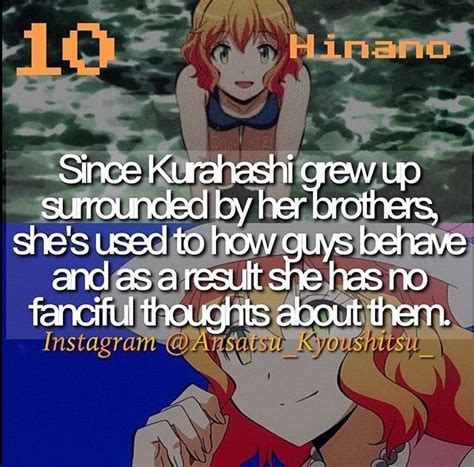 10 Hinano
Since Kurahashi grew up
surrounded by her brothers,
she's used to how guys behave
and as a result she has no
fanciful thoughts about them.
Instagram @Ansatsu_Kyoushitsu_